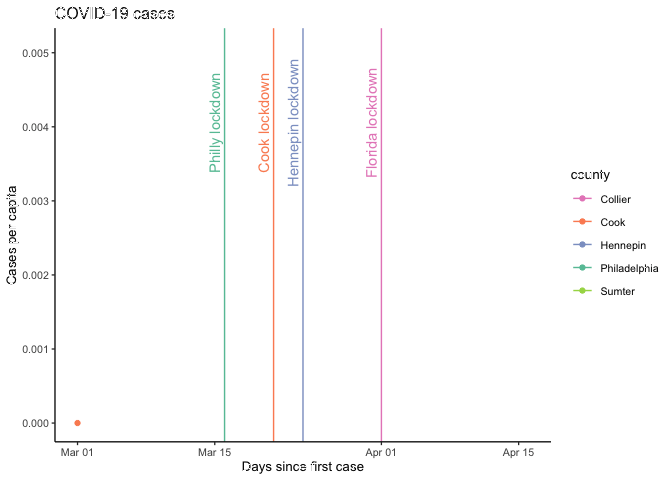 COVID-19 cases
Cases per capita
0.005
0.004
0.003
0.002
0.001
0.000
Philly lockdown
Cook lockdown
Hennepin lockdown
Florida lockdown
Mar 01
Mar 15
Apr 01
Apr 15
Days since first case
county
Collier
Cook
Hennepin
Philadelphia
Sumter